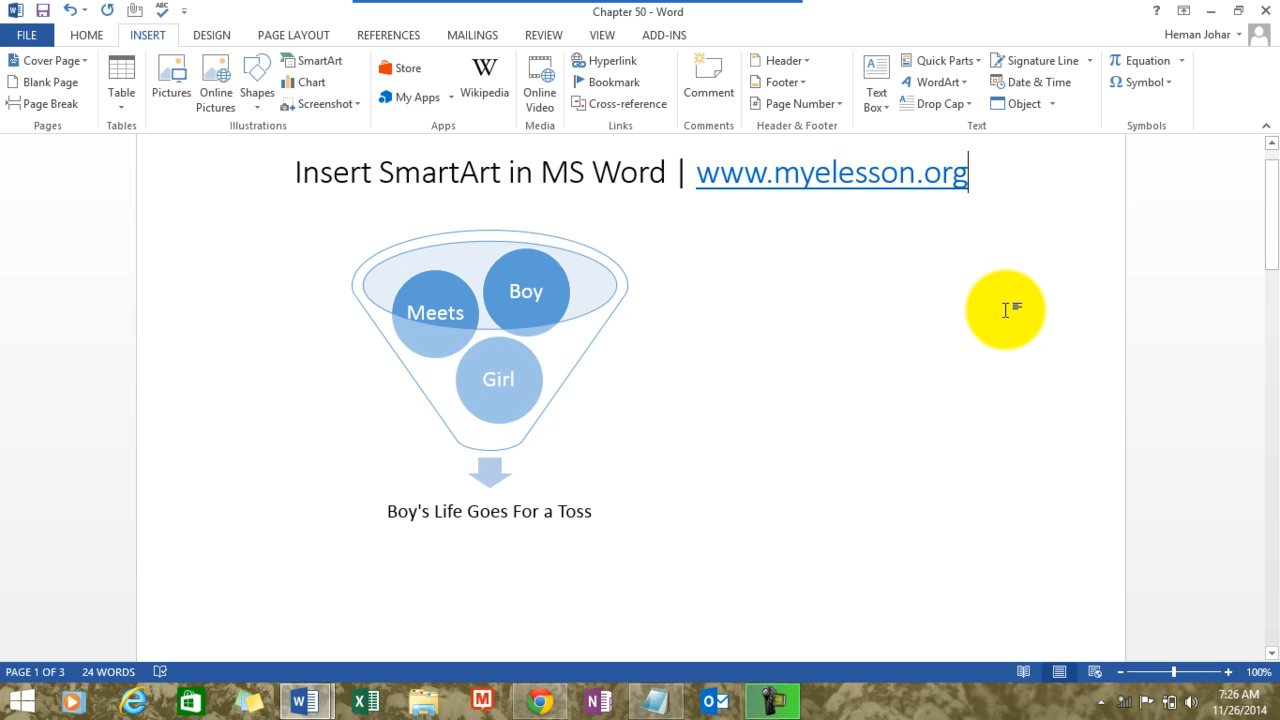 Chapter 50 - Word
?
FILE HOME INSERT DESIGN PAGE LAYOUT REFERENCES MAILINGS REVIEW VIEW ADD-INS
Heman Johar
Cover Page
Blank Page
Page Break
Pages
Table
Tables
Pictures
Online Pictures
Shapes
SmartArt
Chart
Screenshot
Illustrations
Store
My Apps
W
Wikipedia
Apps
Online Video
Media
Hyperlink
Bookmark
Cross-reference
Links
Comment
Comments
Header
Footer
Page Number
Header & Footer
Text Box
Quick Parts
WordArt
Drop Cap
Signature Line
Date & Time
Object
Text
Equation
Symbol
Symbols
Insert SmartArt in MS Word | www.myelesson.org
Boy
Meets
Girl
Boy's Life Goes For a Toss
PAGE 1 OF 3 24 WORDS
100%
7:26 AM
11/26/2014